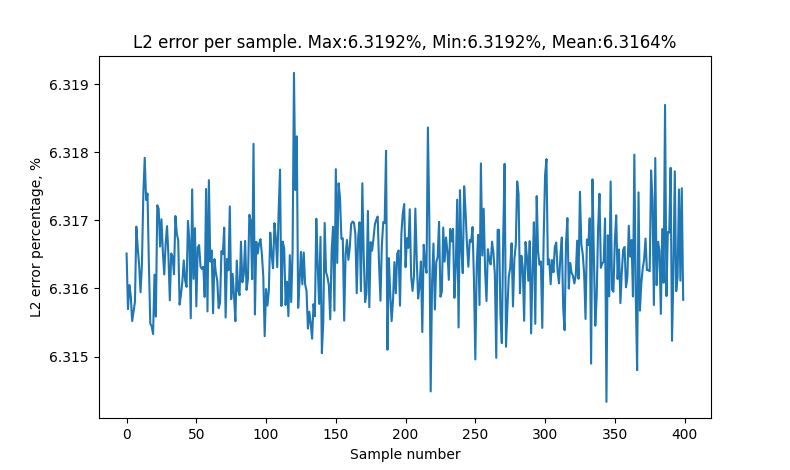 L2 error per sample. Max:6.3192%, Min:6.3192%, Mean:6.3164%
6.319
6.318
6.317
6.316
6.315
L2 error percentage, %
0 50 100 150 200 250 300 350 400
Sample number